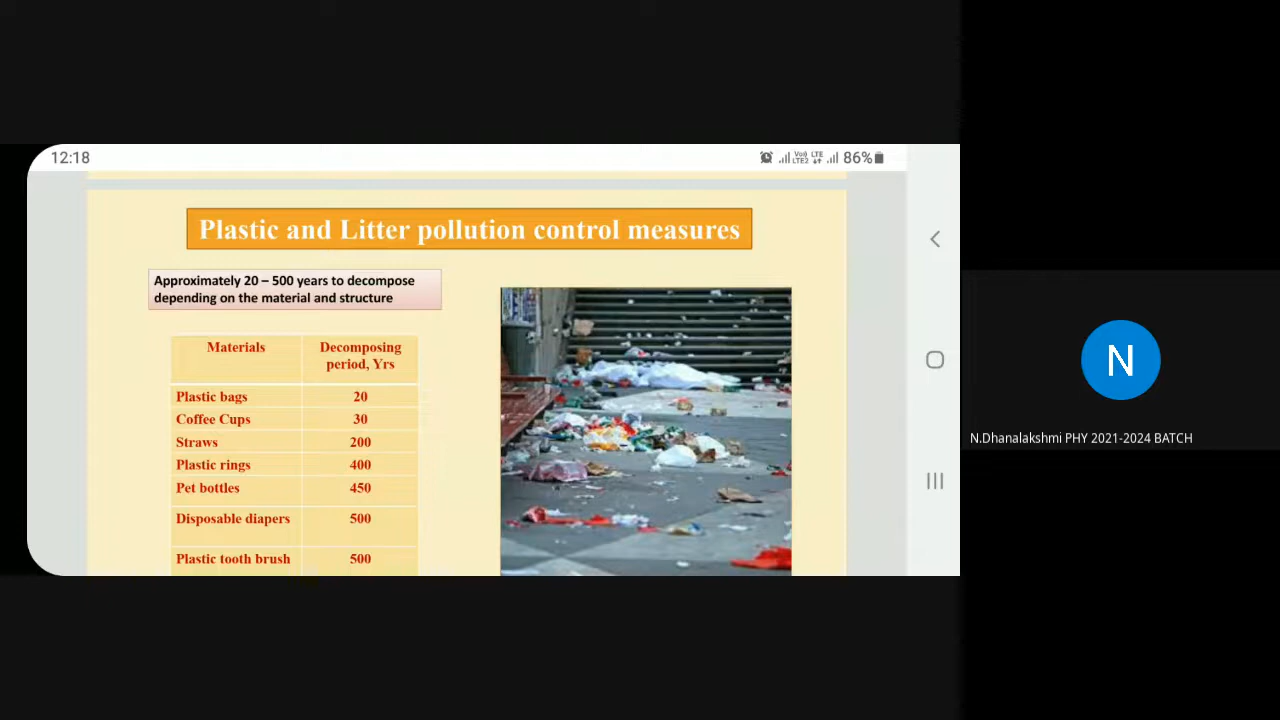 12:18
86%
Plastic and Litter pollution control measures
Approximately 20 – 500 years to decompose
depending on the material and structure
Materials Decomposing
period, Yrs
Plastic bags 20
Coffee Cups 30
Straws 200
Plastic rings 400
Pet bottles 450
Disposable diapers 500
Plastic tooth brush 500
N
N.Dhanalakshmi PHY 2021-2024 BATCH